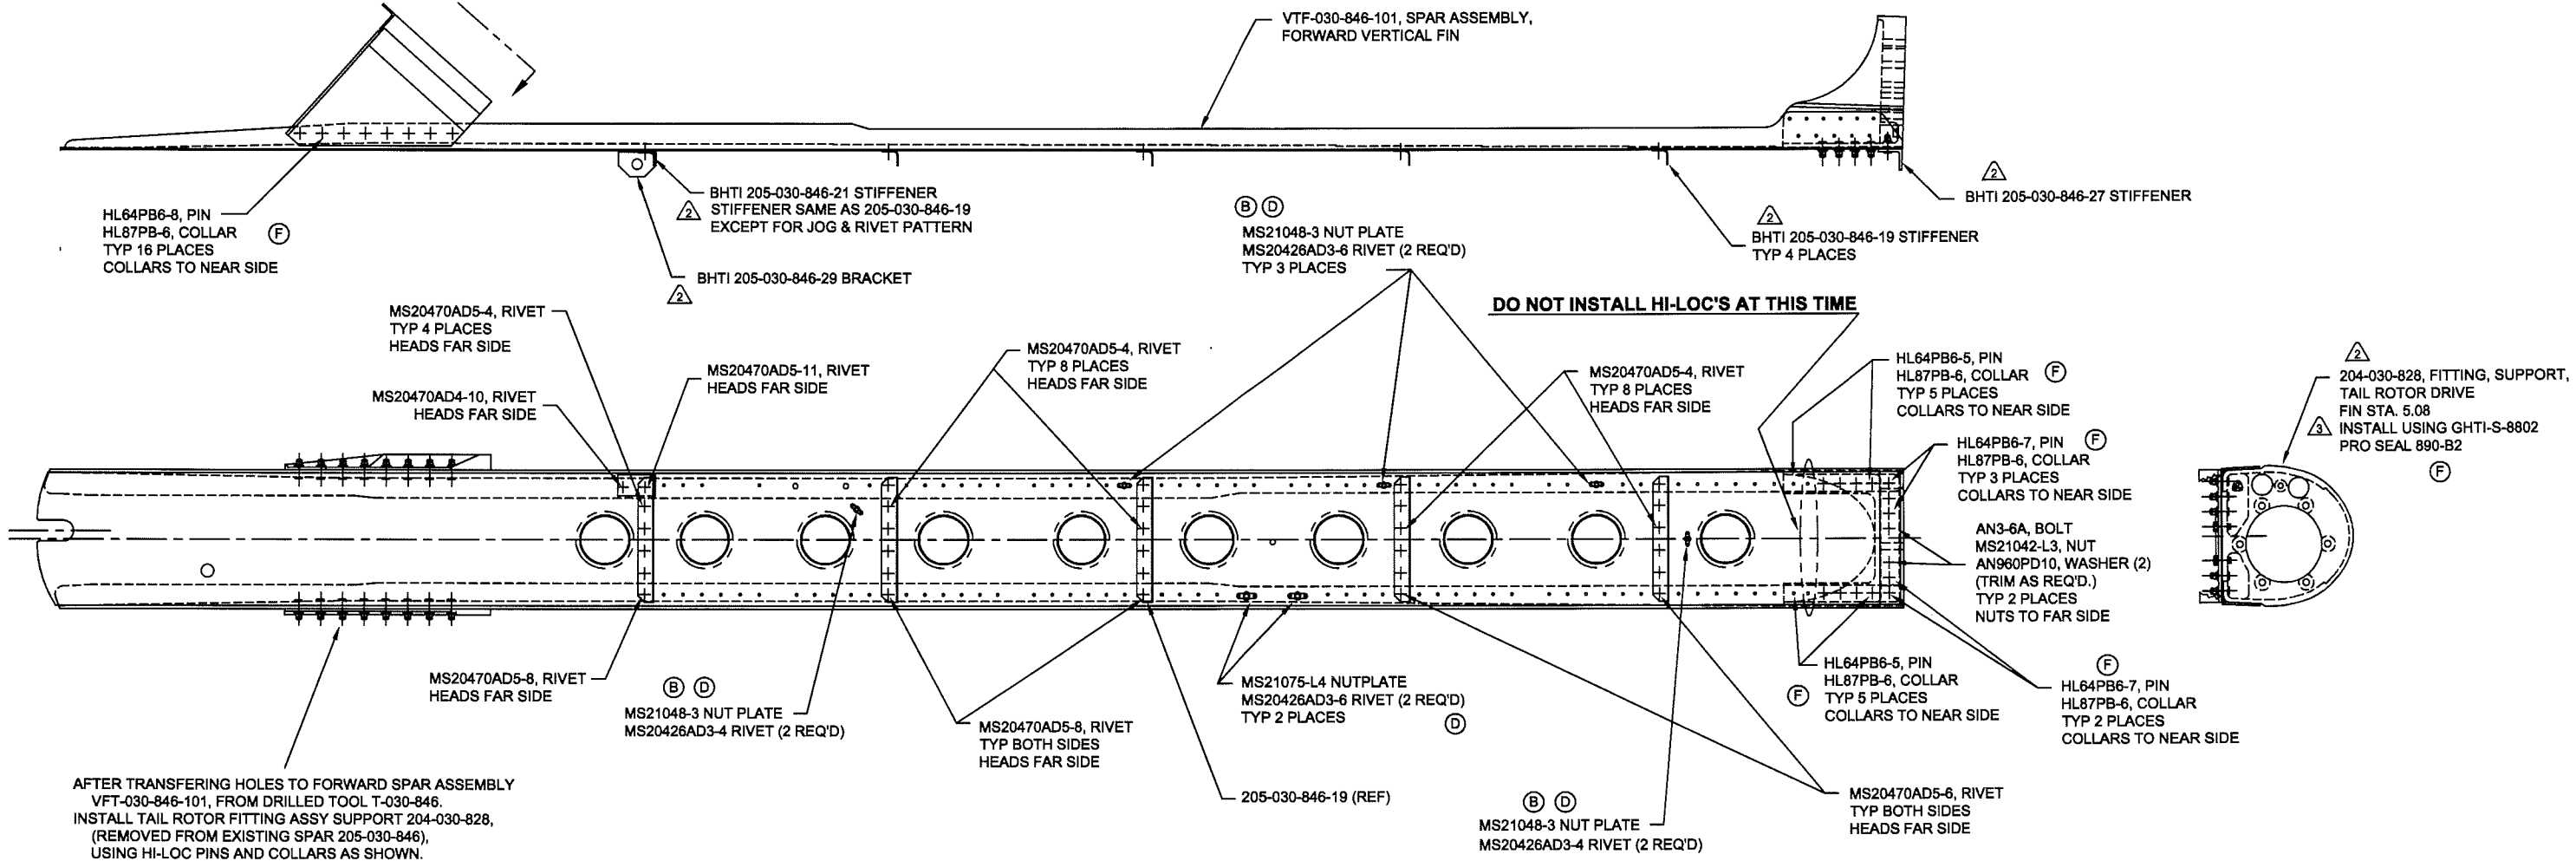 VTF-030-846-101, SPAR ASSEMBLY,
FORWARD VERTICAL FIN
HL64PB6-8, PIN
HL87PB-6, COLLAR
TYP 16 PLACES
COLLARS TO NEAR SIDE
F
BHTI 205-030-846-21 STIFFENER
STIFFENER SAME AS 205-030-846-19
EXCEPT FOR JOG & RIVET PATTERN
2
BHTI 205-030-846-29 BRACKET
2
B D
MS21048-3 NUT PLATE
MS20426AD3-6 RIVET (2 REQ'D)
TYP 3 PLACES
2
BHTI 205-030-846-19 STIFFENER
TYP 4 PLACES
2
BHTI 205-030-846-27 STIFFENER
MS20470AD5-4, RIVET
TYP 4 PLACES
HEADS FAR SIDE
MS20470AD5-11, RIVET
HEADS FAR SIDE
MS20470AD4-10, RIVET
HEADS FAR SIDE
MS20470AD5-4, RIVET
TYP 8 PLACES
HEADS FAR SIDE
DO NOT INSTALL HI-LOC'S AT THIS TIME
MS20470AD5-4, RIVET
TYP 8 PLACES
HEADS FAR SIDE
HL64PB6-5, PIN
HL87PB-6, COLLAR F
TYP 5 PLACES
COLLARS TO NEAR SIDE
HL64PB6-7, PIN F
HL87PB-6, COLLAR
TYP 3 PLACES
COLLARS TO NEAR SIDE
AN3-6A, BOLT
MS21042-L3, NUT
AN960PD10, WASHER (2)
(TRIM AS REQ'D.)
TYP 2 PLACES
NUTS TO FAR SIDE
2
204-030-828, FITTING, SUPPORT,
TAIL ROTOR DRIVE
FIN STA. 5.08
3 INSTALL USING GHTI-S-8802
PRO SEAL 890-B2
F
MS20470AD5-8, RIVET
HEADS FAR SIDE
B D
MS21048-3 NUT PLATE
MS20426AD3-4 RIVET (2 REQ'D)
MS20470AD5-8, RIVET
TYP BOTH SIDES
HEADS FAR SIDE
MS21075-L4 NUTPLATE
MS20426AD3-6 RIVET (2 REQ'D)
TYP 2 PLACES
D
205-030-846-19 (REF)
B D
MS21048-3 NUT PLATE
MS20426AD3-4 RIVET (2 REQ'D)
HL64PB6-5, PIN
HL87PB-6, COLLAR
TYP 5 PLACES
COLLARS TO NEAR SIDE
F
F
HL64PB6-7, PIN
HL87PB-6, COLLAR
TYP 2 PLACES
COLLARS TO NEAR SIDE
MS20470AD5-6, RIVET
TYP BOTH SIDES
HEADS FAR SIDE
AFTER TRANSFERING HOLES TO FORWARD SPAR ASSEMBLY
VFT-030-846-101, FROM DRILLED TOOL T-030-846.
INSTALL TAIL ROTOR FITTING ASSY SUPPORT 204-030-828,
(REMOVED FROM EXISTING SPAR 205-030-846),
USING HI-LOC PINS AND COLLARS AS SHOWN.